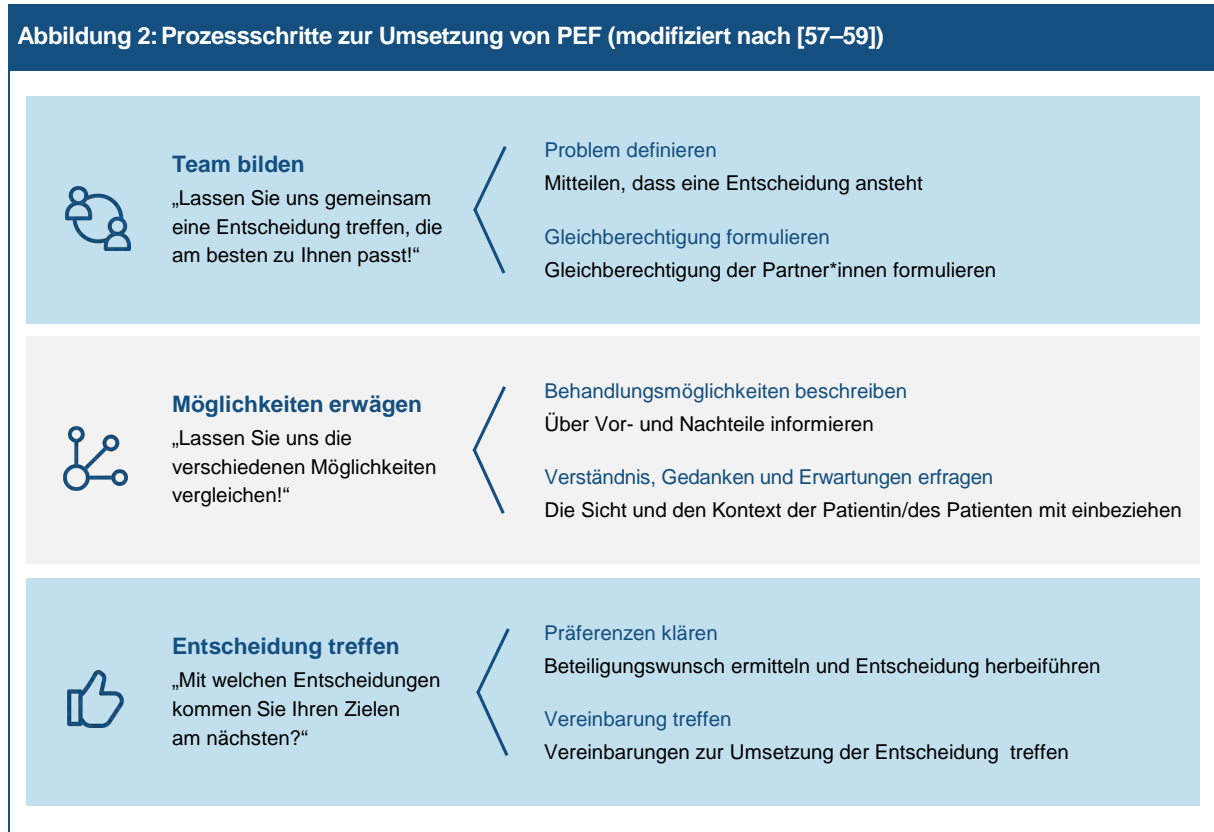 Abbildung 2: Prozessschritte zur Umsetzung von PEF (modifiziert nach [57–59])
Team bilden
„Lassen Sie uns gemeinsam
eine Entscheidung treffen, die
am besten zu Ihnen passt!“
Problem definieren
Mitteilen, dass eine Entscheidung ansteht
Gleichberechtigung formulieren
Gleichberechtigung der Partner*innen formulieren
Möglichkeiten erwägen
„Lassen Sie uns die
verschiedenen Möglichkeiten
vergleichen!“
Behandlungsmöglichkeiten beschreiben
Über Vor- und Nachteile informieren
Verständnis, Gedanken und Erwartungen erfragen
Die Sicht und den Kontext der Patientin/des Patienten mit einbeziehen
Entscheidung treffen
„Mit welchen Entscheidungen
kommen Sie Ihren Zielen
am nächsten?“
Präferenzen klären
Beteiligungswunsch ermitteln und Entscheidung herbeiführen
Vereinbarung treffen
Vereinbarungen zur Umsetzung der Entscheidung treffen